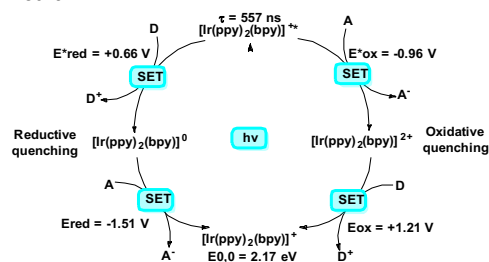 τ = 557 ns
[Ir(ppy)2(bpy)]+*
D
A
E*red = +0.66 V
E*ox = -0.96 V
SET
SET
D+
A-
Reductive
quenching
[Ir(ppy)2(bpy)]0
hν
[Ir(ppy)2(bpy)]2+
Oxidative
quenching
A
D
SET
SET
Ered = -1.51 V
Eox = +1.21 V
[Ir(ppy)2(bpy)]+
A-
E0,0 = 2.17 eV
D+